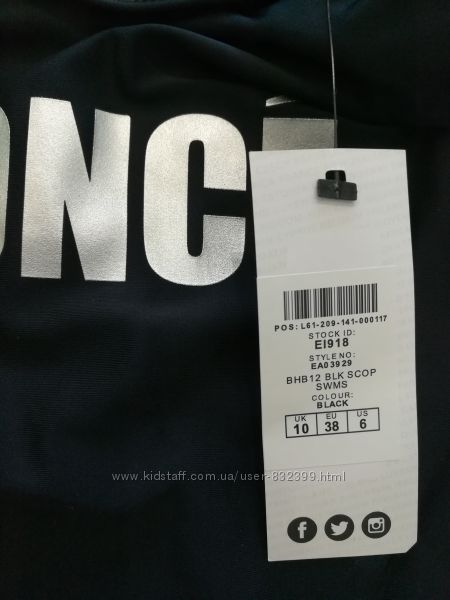 ONC
POS: L61-209-141-000117
STOCK ID:
EI918
STYLE NO:
EA03929
BHB12 BLK SCOP
SWMS
COLOUR:
BLACK
UK EU US
10 38 6
www.kidstaff.com.ua/user-832399.html